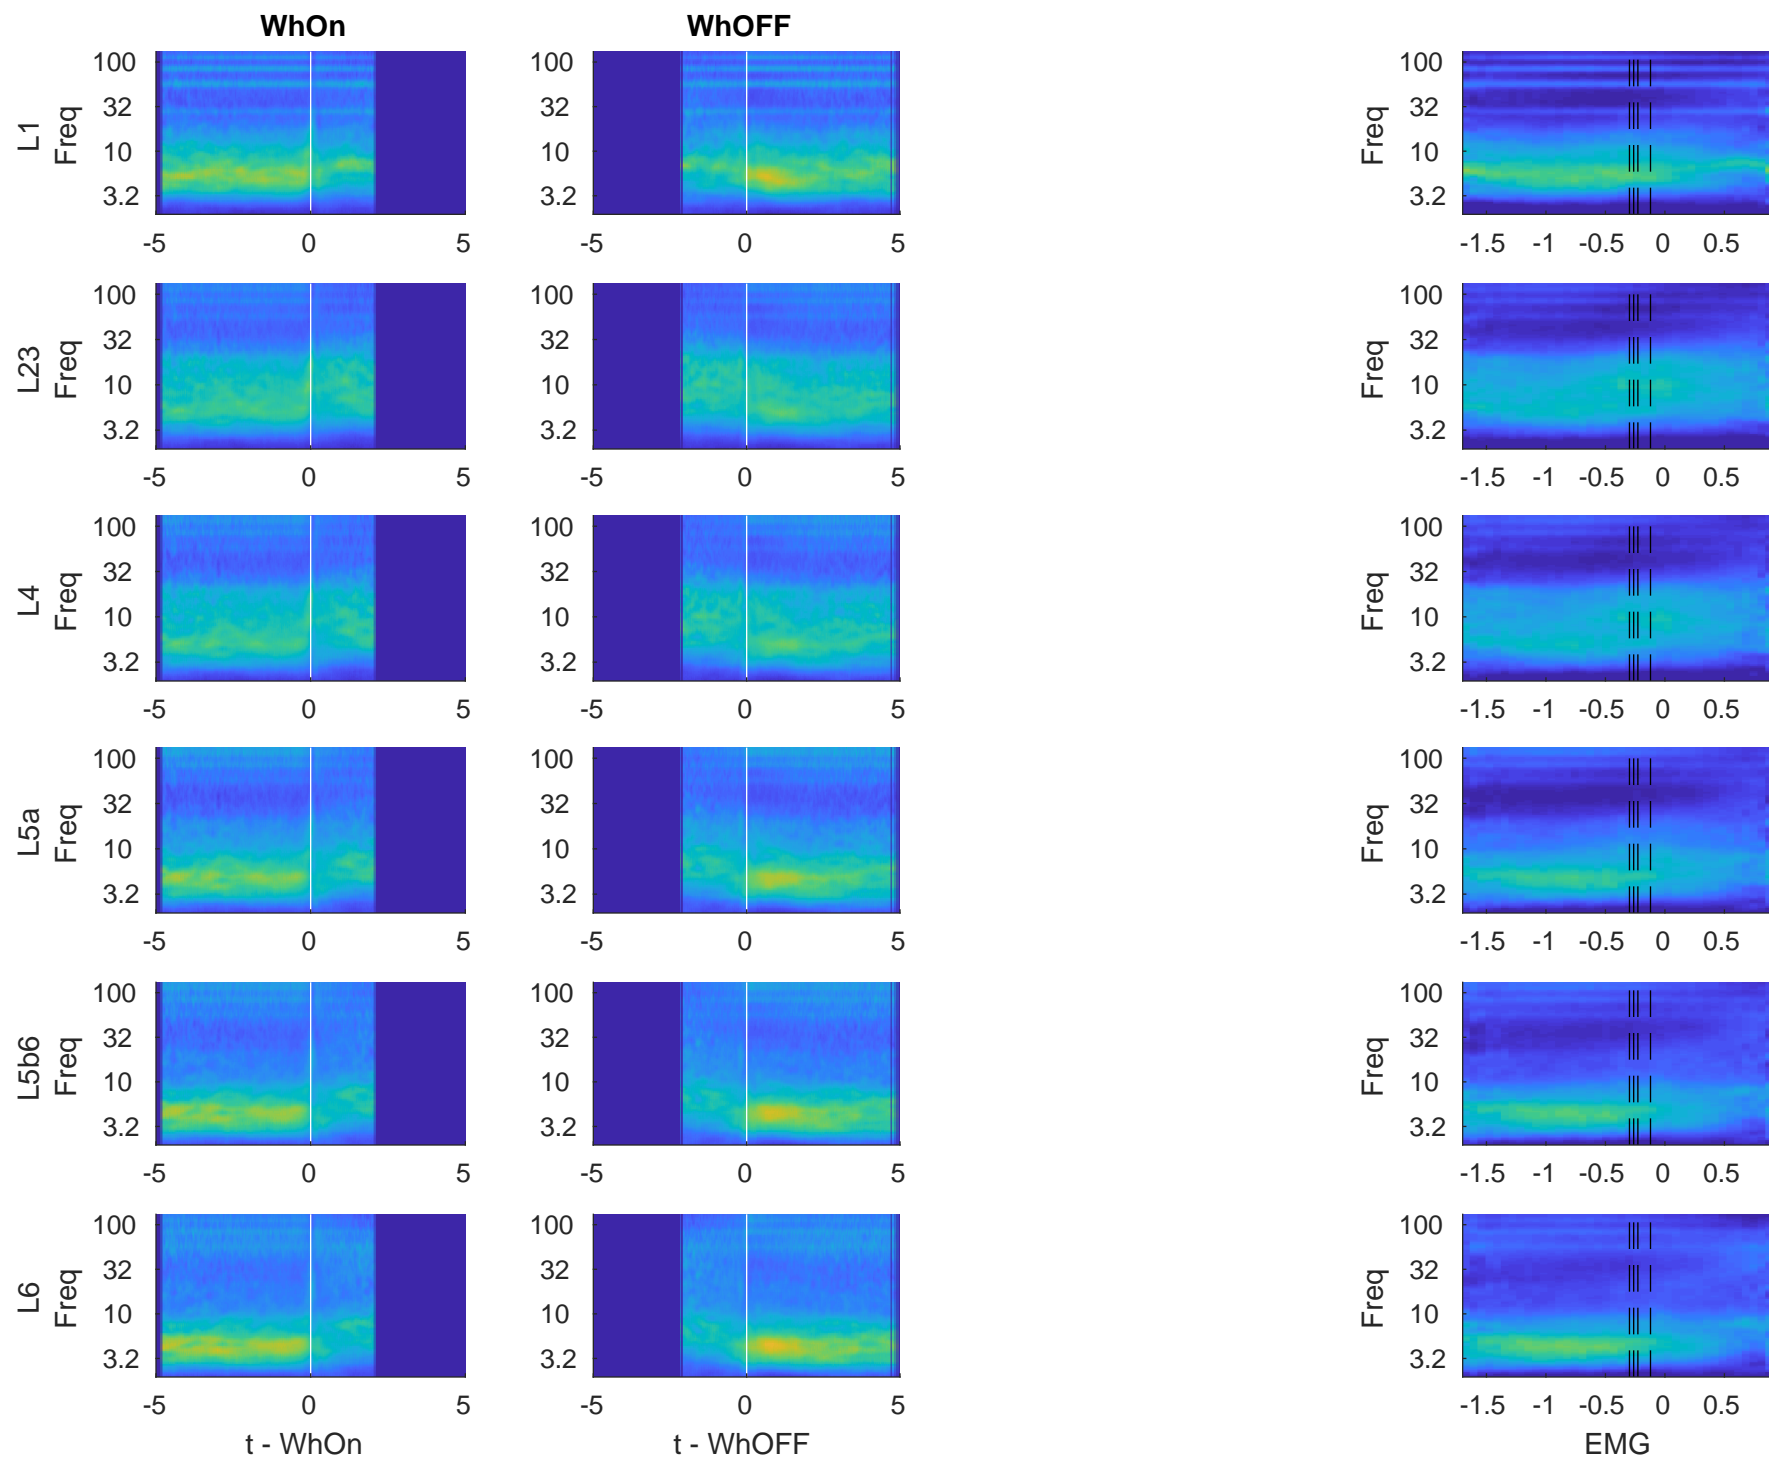 WhOn WhOFF
L1 Freq 100 32 10 3.2 100 32 10 3.2 Freq 100 32 10 3.2
-5 0 5 -5 0 5 -1.5 -1 -0.5 0 0.5
L23 Freq 100 32 10 3.2 100 32 10 3.2 Freq 100 32 10 3.2
-5 0 5 -5 0 5 -1.5 -1 -0.5 0 0.5
L4 Freq 100 32 10 3.2 100 32 10 3.2 Freq 100 32 10 3.2
-5 0 5 -5 0 5 -1.5 -1 -0.5 0 0.5
L5a Freq 100 32 10 3.2 100 32 10 3.2 Freq 100 32 10 3.2
-5 0 5 -5 0 5 -1.5 -1 -0.5 0 0.5
L5b6 Freq 100 32 10 3.2 100 32 10 3.2 Freq 100 32 10 3.2
-5 0 5 -5 0 5 -1.5 -1 -0.5 0 0.5
L6 Freq 100 32 10 3.2 100 32 10 3.2 Freq 100 32 10 3.2
-5 0 5 -5 0 5 -1.5 -1 -0.5 0 0.5
t - WhOn t - WhOFF EMG